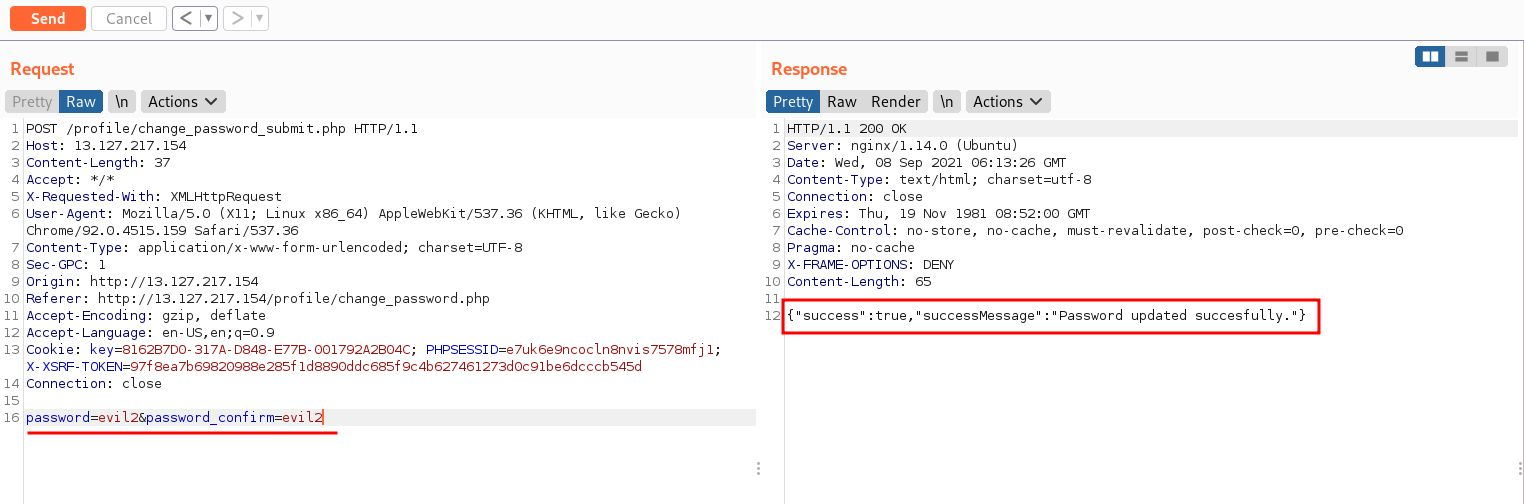 Send Cancel < ▼ > ▼
Request
Pretty Raw \n Actions
1 POST /profile/change_password_submit.php HTTP/1.1
2 Host: 13.127.217.154
3 Content-Length: 37
4 Accept: */*
5 X-Requested-With: XMLHttpRequest
6 User-Agent: Mozilla/5.0 (X11; Linux x86_64) AppleWebKit/537.36 (KHTML, like Gecko)
Chrome/92.0.4515.159 Safari/537.36
7 Content-Type: application/x-www-form-urlencoded; charset=UTF-8
8 Sec-GPC: 1
9 Origin: http://13.127.217.154
10 Referer: http://13.127.217.154/profile/change_password.php
11 Accept-Encoding: gzip, deflate
12 Accept-Language: en-US,en;q=0.9
13 Cookie: key=8162B7D0-317A-D848-E77B-001792A2B04C; PHPSESSID=e7uk6e9ncocln8nvis7578mfj1;
X-XSRF-TOKEN=97f8ea7b69820988e285f1d8890ddc685f9c4b627461273d0c91be6dcccb545d
14 Connection: close
15
16 password=evil2&password_confirm=evil2
Response
Pretty Raw Render \n Actions
1 HTTP/1.1 200 OK
2 Server: nginx/1.14.0 (Ubuntu)
3 Date: Wed, 08 Sep 2021 06:13:26 GMT
4 Content-Type: text/html; charset=utf-8
5 Connection: close
6 Expires: Thu, 19 Nov 1981 08:52:00 GMT
7 Cache-Control: no-store, no-cache, must-revalidate, post-check=0, pre-check=0
8 Pragma: no-cache
9 X-FRAME-OPTIONS: DENY
10 Content-Length: 65
11
12 {"success":true,"successMessage":"Password updated succesfully."}